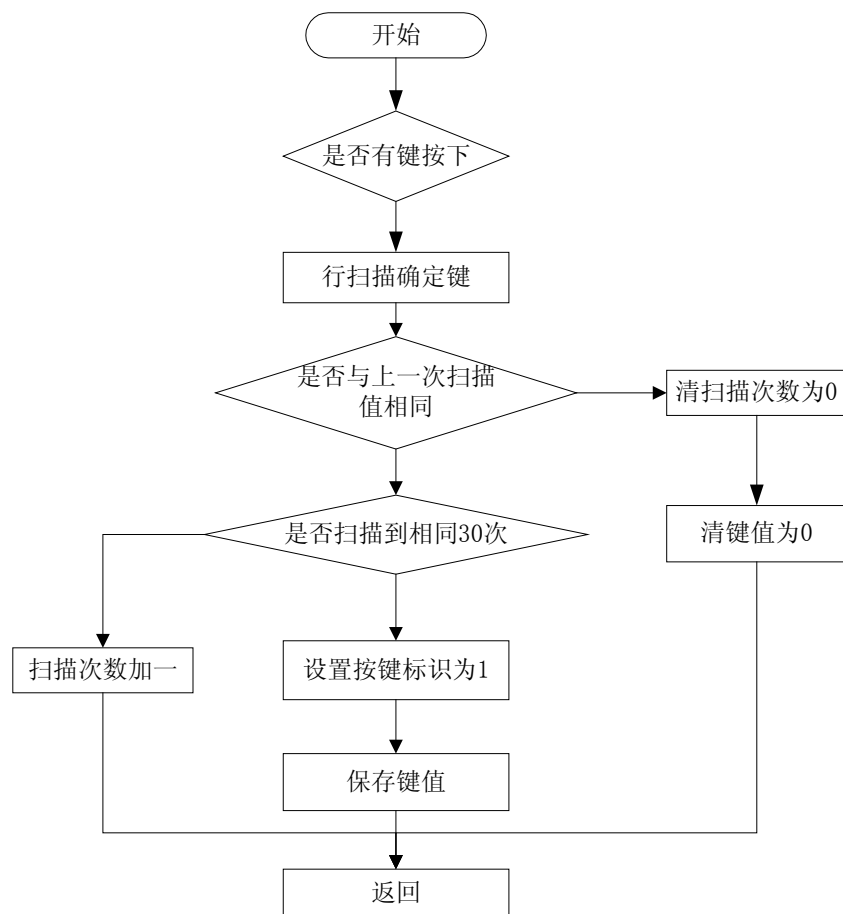 开始
是否有键按下
行扫描确定键
是否与上一次扫描
值相同
清扫描次数为0
是否扫描到相同30次
清键值为0
扫描次数加一
设置按键标识为1
保存键值
返回